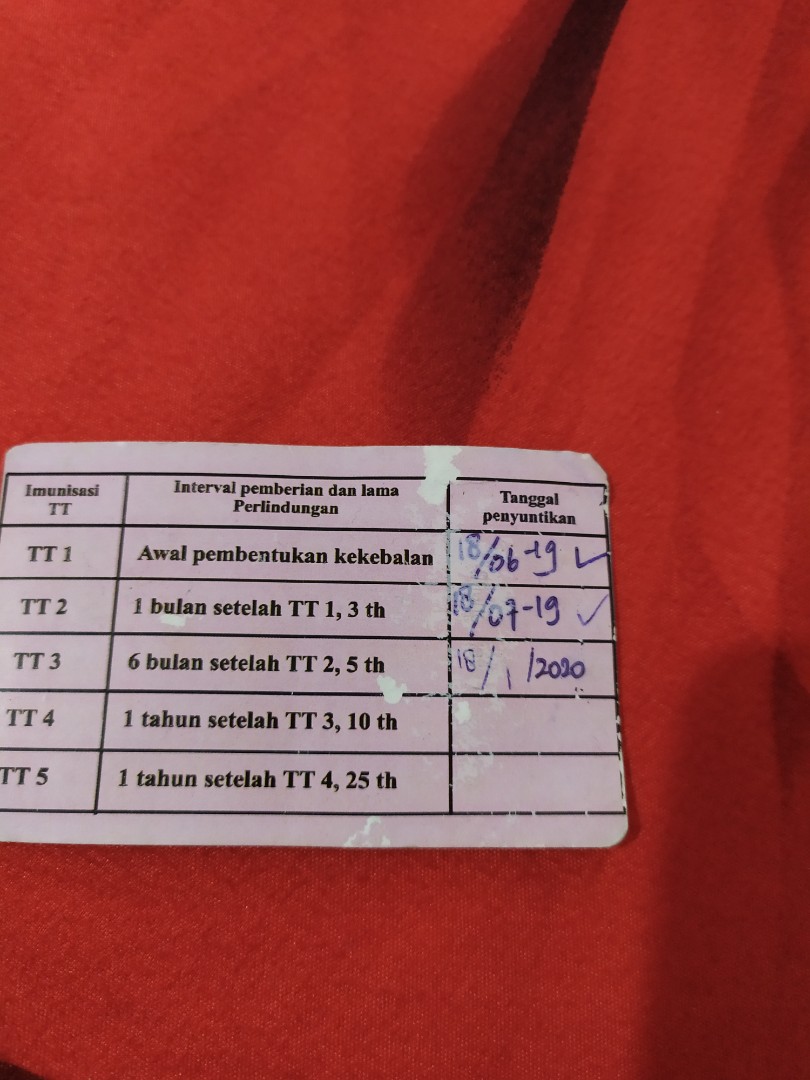 Imunisasi TT Interval pemberian dan lama Perlindungan Tanggal penyuntikan
TT 1 Awal pembentukan kekebalan 18/06-19 ✓
TT 2 1 bulan setelah TT 1, 3 th 18/07-19 ✓
TT 3 6 bulan setelah TT 2, 5 th 18/1/2020
TT 4 1 tahun setelah TT 3, 10 th
TT 5 1 tahun setelah TT 4, 25 th